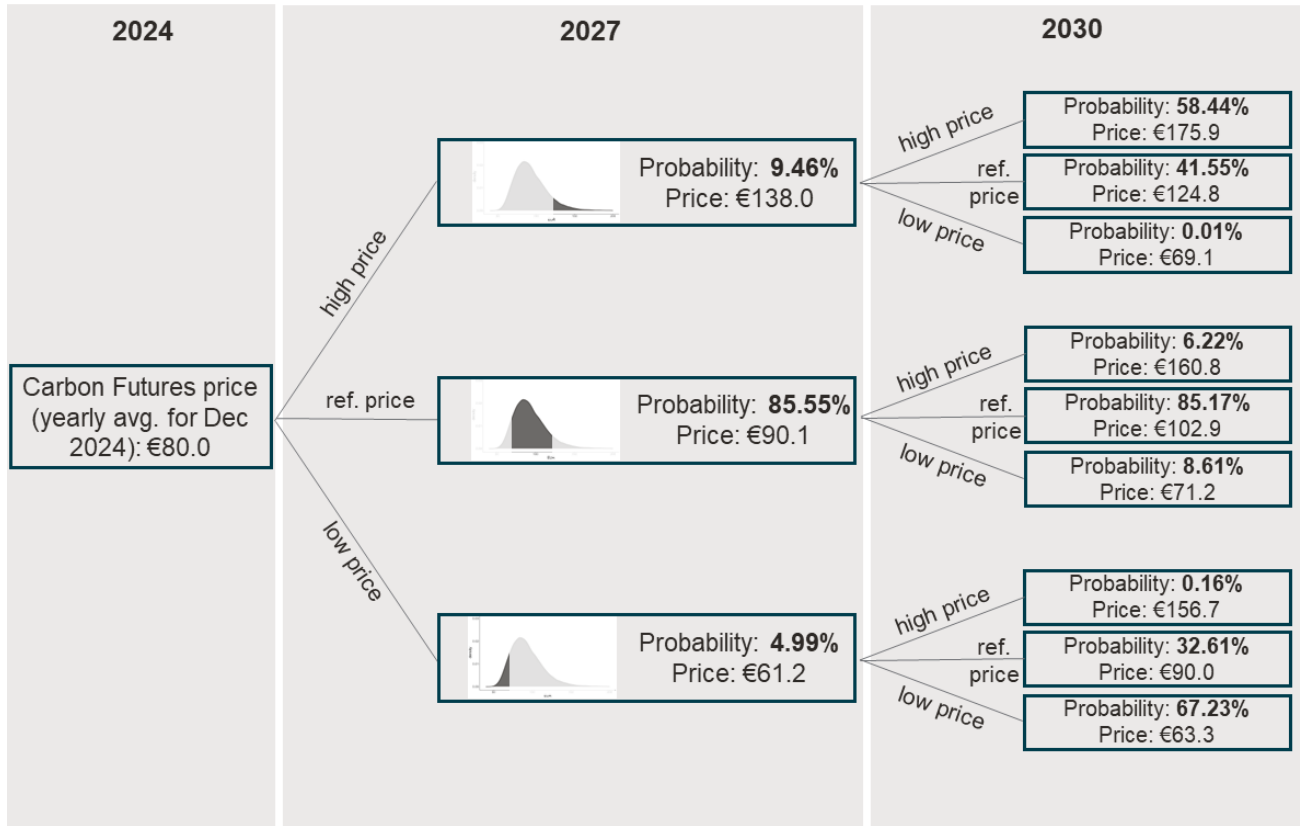 2024
2027
2030
Carbon Futures price
(yearly avg. for Dec
2024): €80.0
high price
ref. price
low price
Probability: 9.46%
Price: €138.0
high price
ref.
price
low price
Probability: 58.44%
Price: €175.9
Probability: 41.55%
Price: €124.8
Probability: 0.01%
Price: €69.1
Probability: 85.55%
Price: €90.1
high price
ref.
price
low price
Probability: 6.22%
Price: €160.8
Probability: 85.17%
Price: €102.9
Probability: 8.61%
Price: €71.2
Probability: 4.99%
Price: €61.2
high price
ref.
price
low price
Probability: 0.16%
Price: €156.7
Probability: 32.61%
Price: €90.0
Probability: 67.23%
Price: €63.3